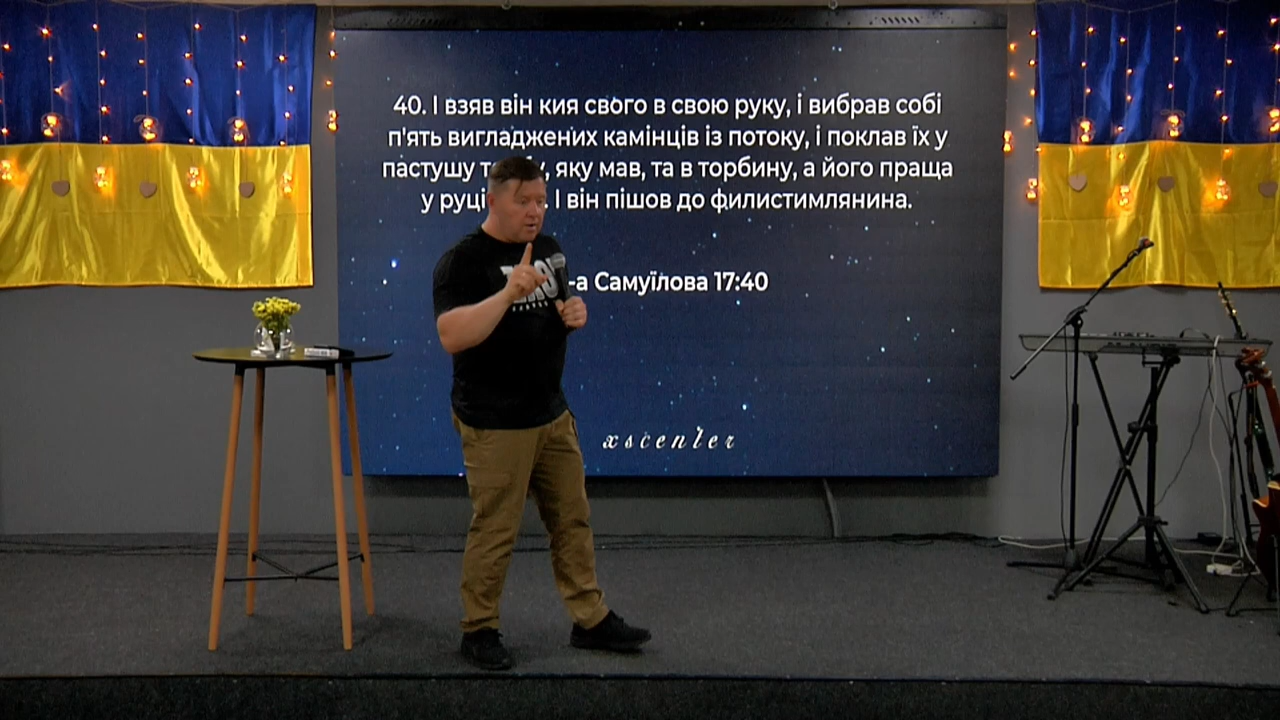 40. І взяв він кия свого в свою руку, і вибрав собі
п'ять вигладжених камінців із потоку, і поклав їх у
пастушу яку мав, та в торбину, а його праща
у руці І він пішов до филистимлянина.
-а Самуїлова 17:40
xscenter